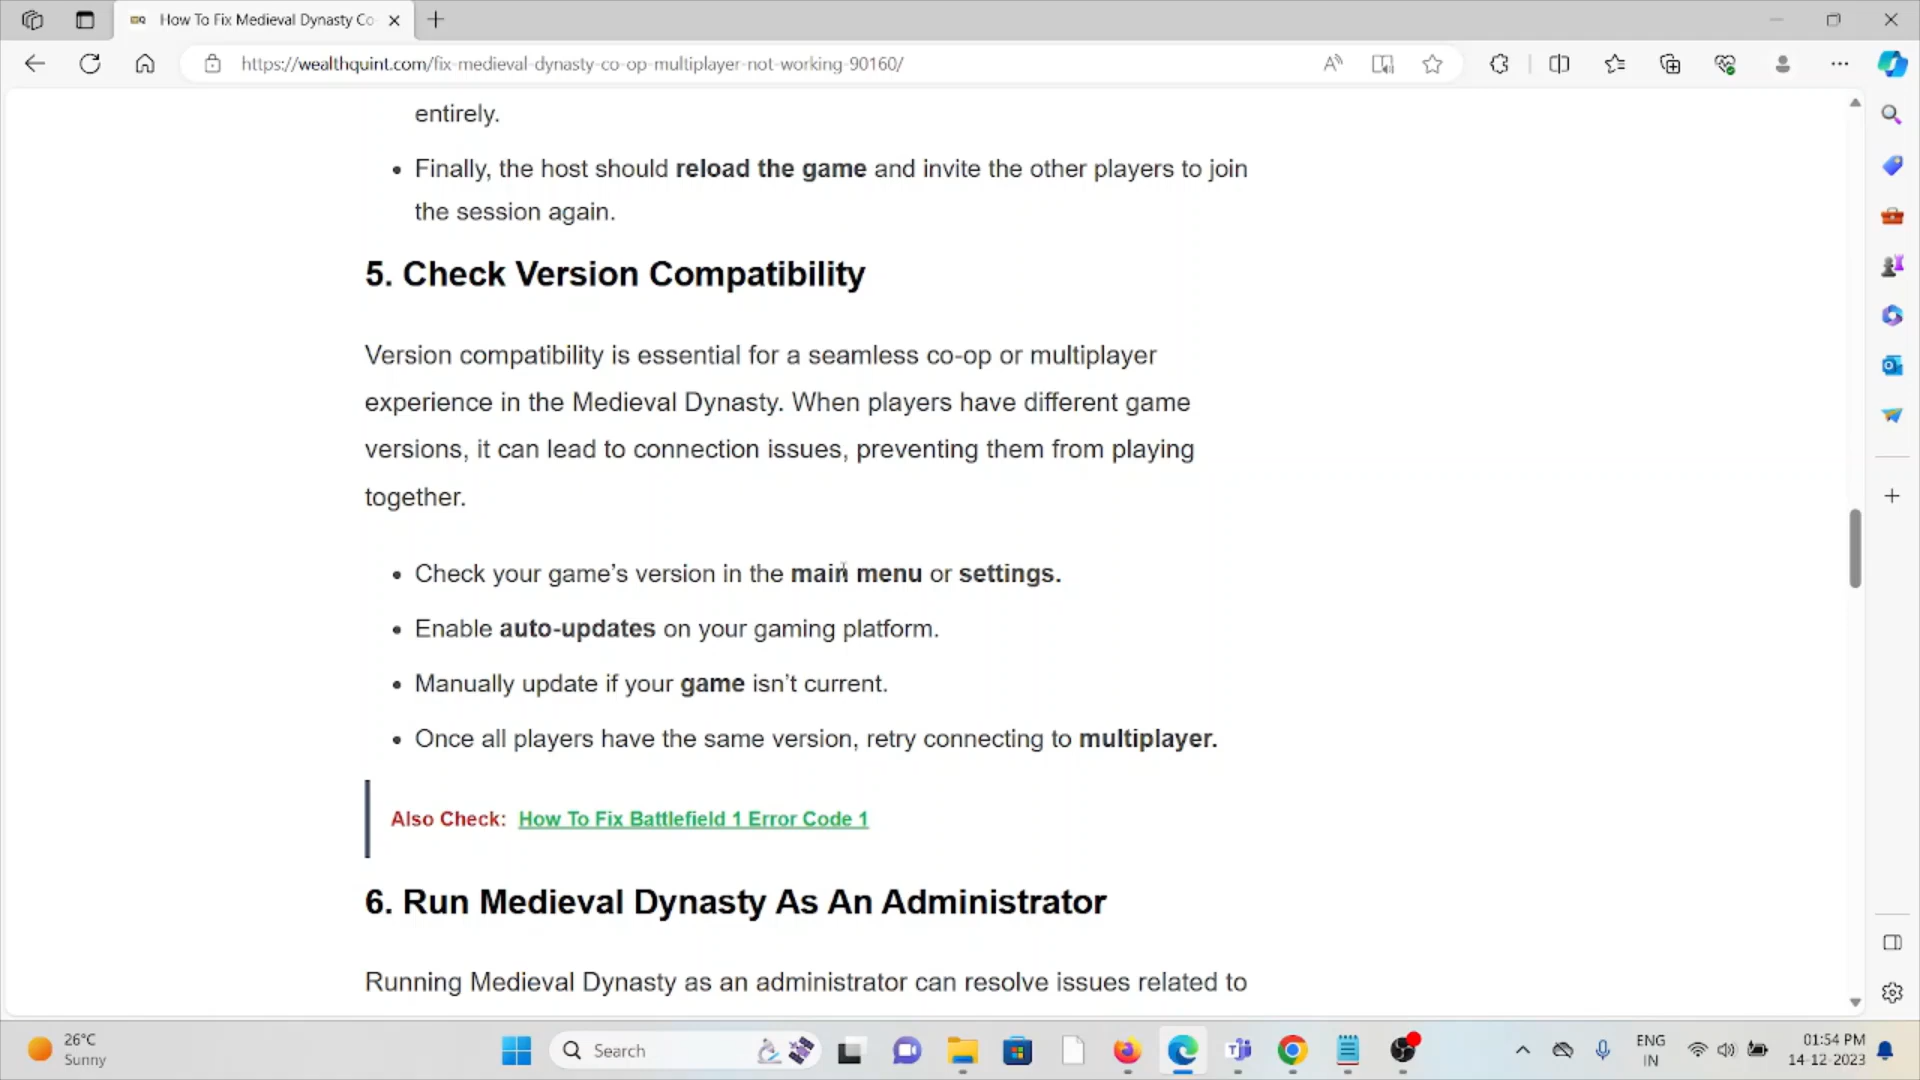 How To Fix Medieval Dynasty Co
https://wealthquint.com/fix-medieval-dynasty-co-op-multiplayer-not-working-90160/
entirely.
• Finally, the host should reload the game and invite the other players to join
the session again.
5. Check Version Compatibility
Version compatibility is essential for a seamless co-op or multiplayer
experience in the Medieval Dynasty. When players have different game
versions, it can lead to connection issues, preventing them from playing
together.
• Check your game’s version in the main menu or settings.
• Enable auto-updates on your gaming platform.
• Manually update if your game isn’t current.
• Once all players have the same version, retry connecting to multiplayer.
Also Check: How To Fix Battlefield 1 Error Code 1
6. Run Medieval Dynasty As An Administrator
Running Medieval Dynasty as an administrator can resolve issues related to
26°C
Sunny
Search
ENG
IN
01:54 PM
14-12-2023